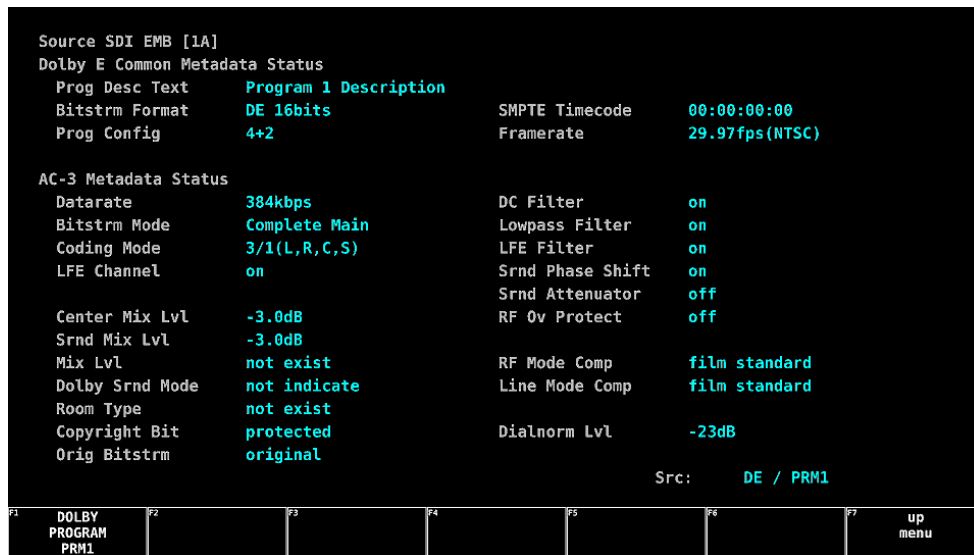 Source SDI EMB [1A]
Dolby E Common Metadata Status
Prog Desc Text Program 1 Description
Bitstrm Format DE 16bits SMPTE Timecode 00:00:00:00
Prog Config 4+2 Framerate 29.97fps(NTSC)
AC-3 Metadata Status
Datarate 384kbps DC Filter on
Bitstrm Mode Complete Main Lowpass Filter on
Coding Mode 3/1(L,R,C,S) LFE Filter on
LFE Channel on Srnd Phase Shift on
Srnd Attenuator off
Center Mix Lvl -3.0dB RF Ov Protect off
Srnd Mix Lvl -3.0dB
Mix Lvl not exist RF Mode Comp film standard
Dolby Srnd Mode not indicate Line Mode Comp film standard
Room Type not exist
Copyright Bit protected Dialnorm Lvl -23dB
Orig Bitstrm original
Src: DE / PRM1
F1 DOLBY F2 F3 F4 F5 F6 F7 up
PROGRAM menu
PRM1